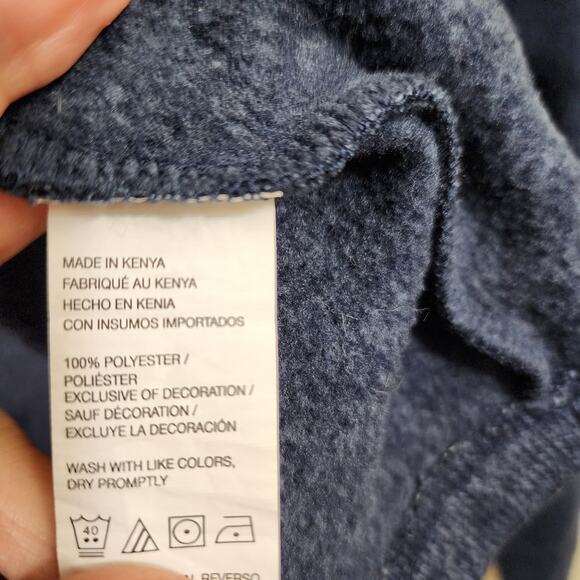 MADE IN KENYA
FABRIQUÉ AU KENYA
HECHO EN KENIA
CON INSUMOS IMPORTADOS
100% POLYESTER /
POLIÉSTER
EXCLUSIVE OF DECORATION /
SAUF DÉCORATION /
EXCLUYE LA DECORACIÓN
WASH WITH LIKE COLORS,
DRY PROMPTLY
40
REVERSO